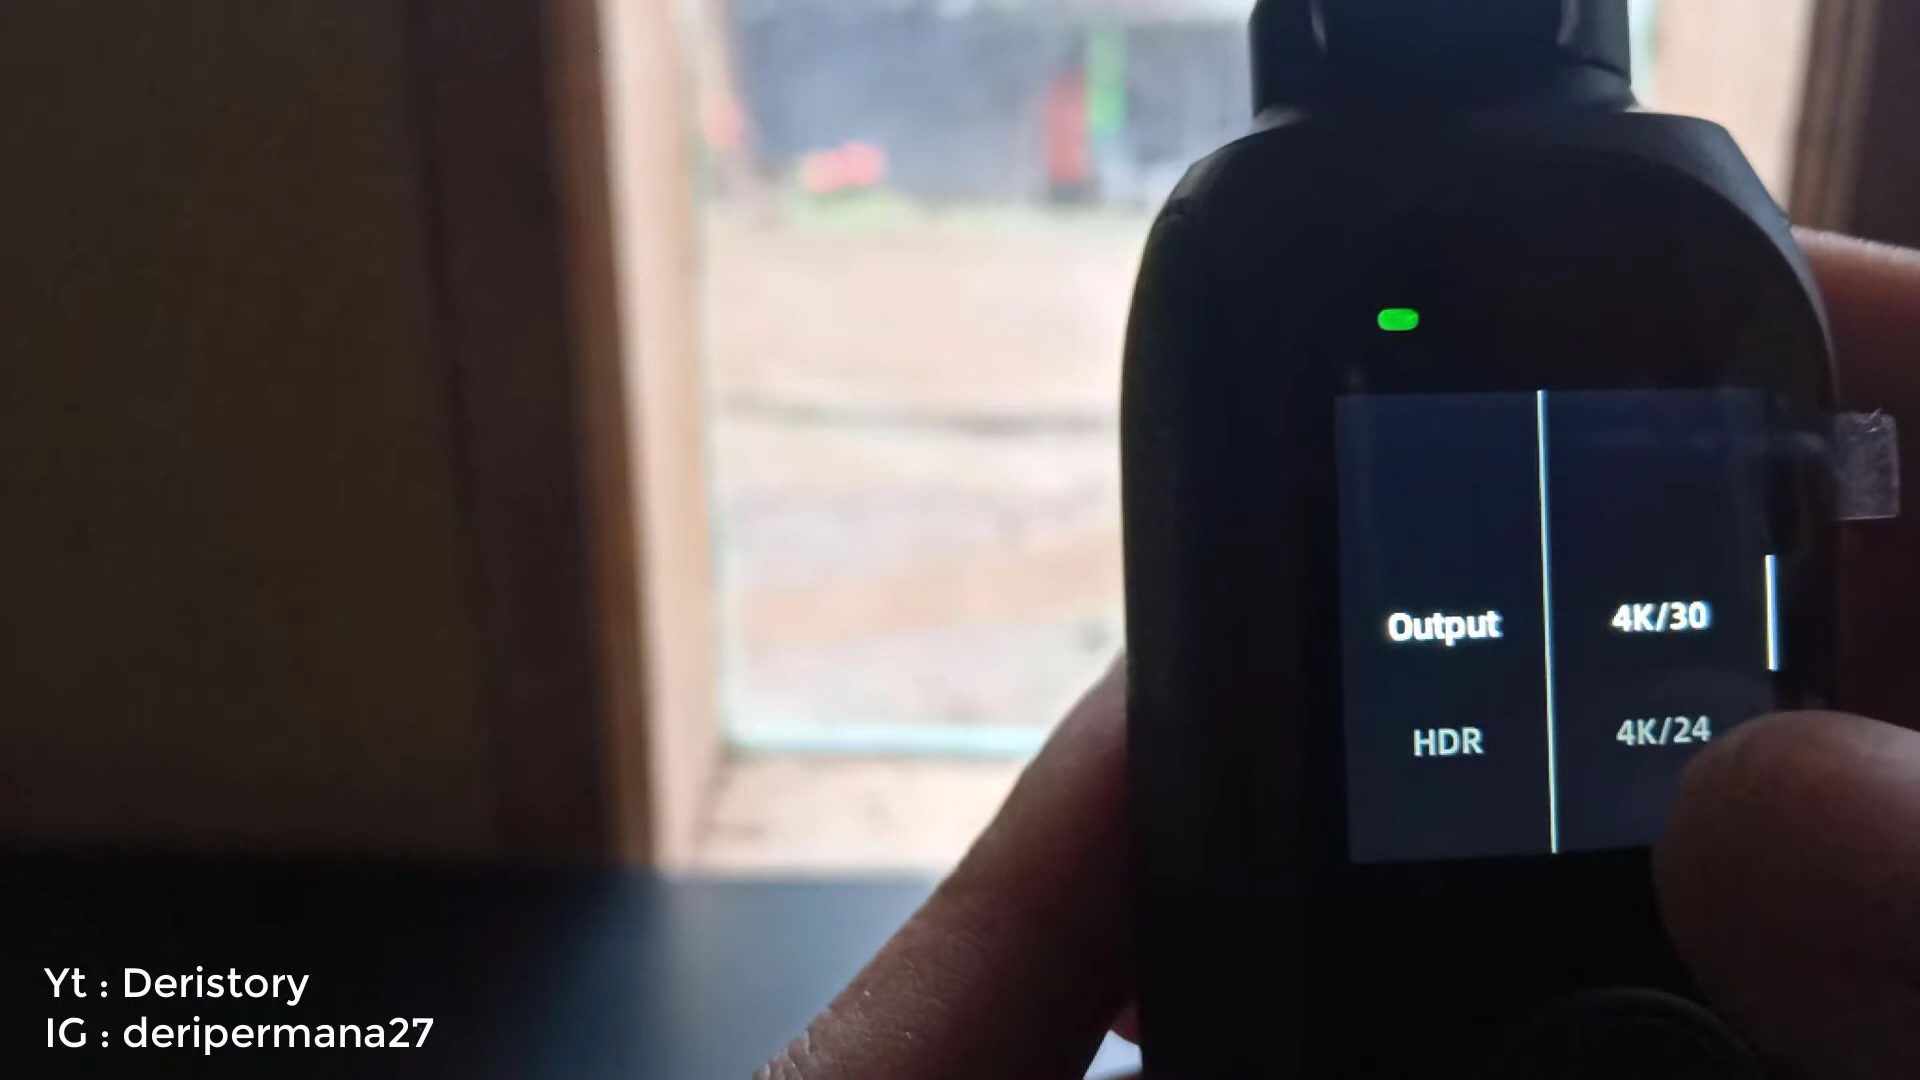 Output
4K/30
HDR
4K/24
Yt : Deristory
IG : deripermana27